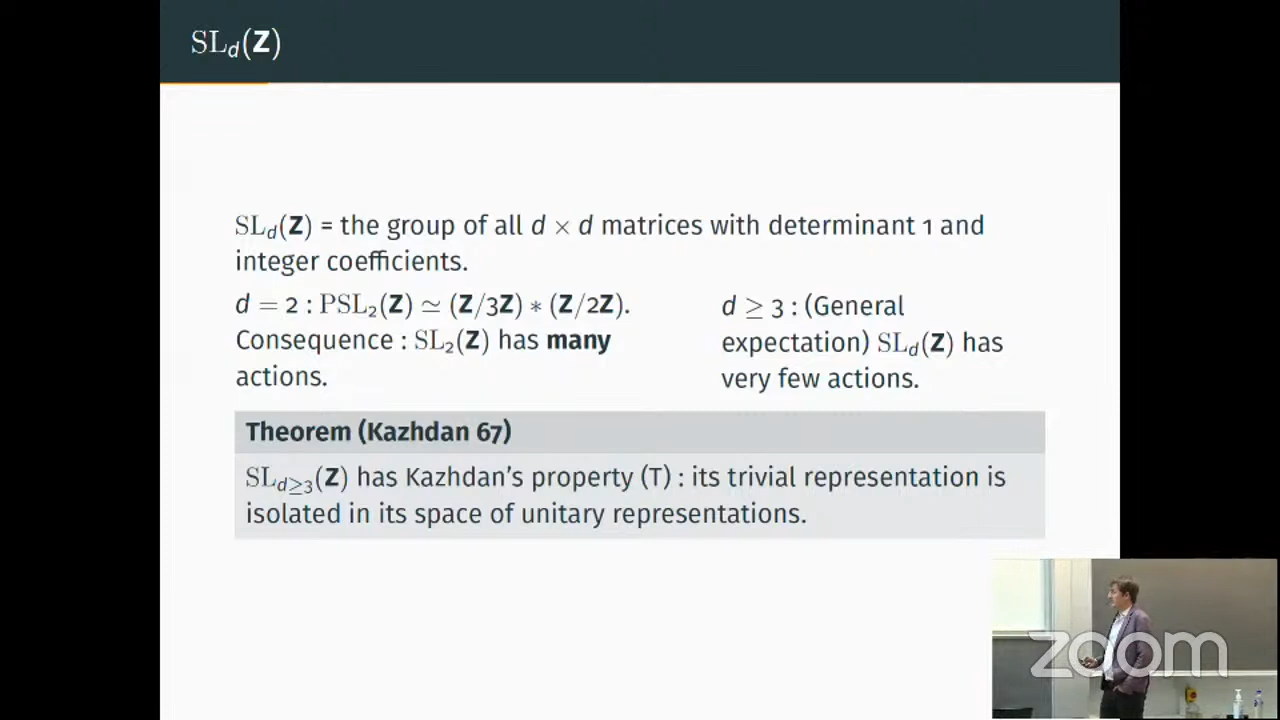 SL_d(Z)
SL_d(Z) = the group of all d × d matrices with determinant 1 and
integer coefficients.
d = 2 : PSL₂(Z) ≃ (Z/3Z) ∗ (Z/2Z).
Consequence : SL₂(Z) has many
actions.
d ≥ 3 : (General
expectation) SL_d(Z) has
very few actions.
Theorem (Kazhdan 67)
SL_{d≥3}(Z) has Kazhdan's property (T) : its trivial representation is
isolated in its space of unitary representations.
zoom